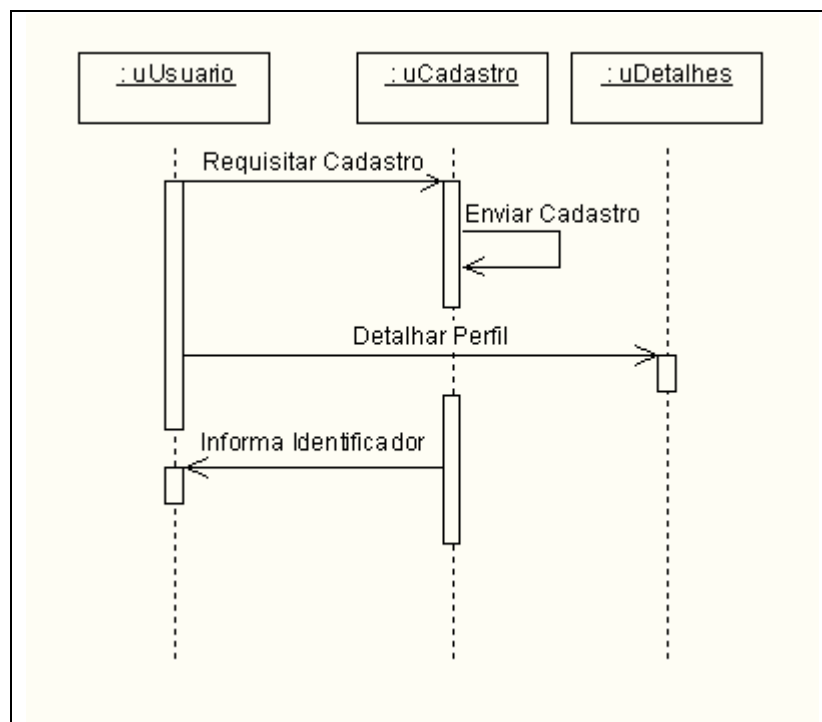 : uUsuario
: uCadastro
: uDetalhes
Requisitar Cadastro
Enviar Cadastro
Detalhar Perfil
Informa Identificador